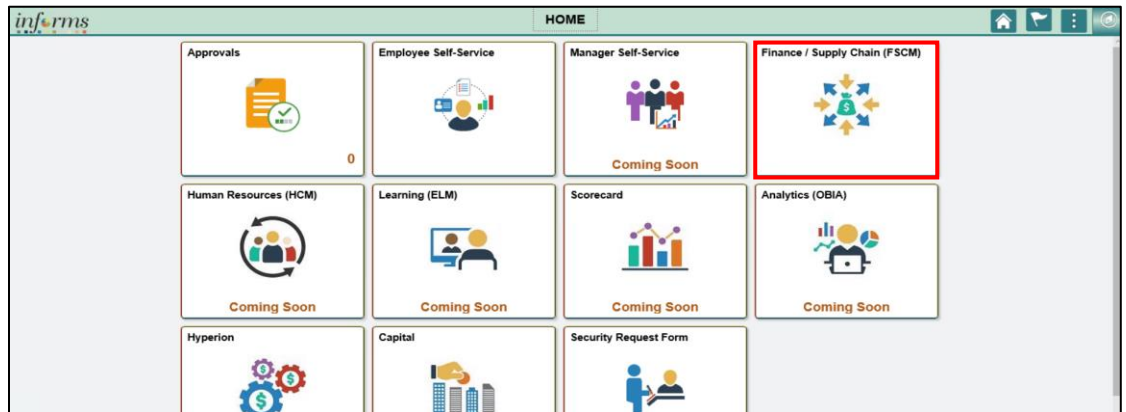 informs
HOME
Approvals
Employee Self-Service
Manager Self-Service
Finance / Supply Chain (FSCM)
0
Coming Soon
Human Resources (HCM)
Learning (ELM)
Scorecard
Analytics (OBIA)
Coming Soon
Coming Soon
Coming Soon
Coming Soon
Hyperion
Capital
Security Request Form